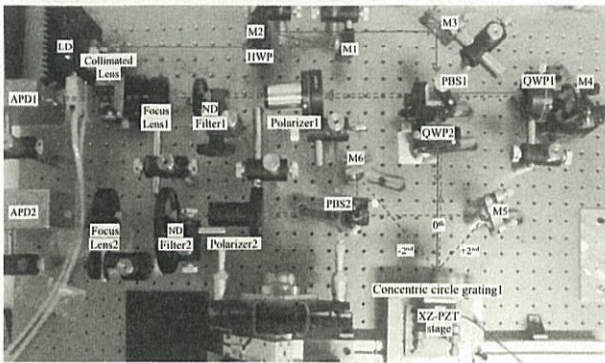 M2
M3
LD
HWP
M1
Collimated
Lens
PBS1
QWP1
M4
APD1
Focus
Lens1
ND
Filter1
Polarizer1
QWP2
M6
APD2
PBS2
M5
Focus
Lens2
ND
Filter2
Polarizer2
0th
-2nd
+2nd
Concentric circle grating1
XZ-PZT
stage